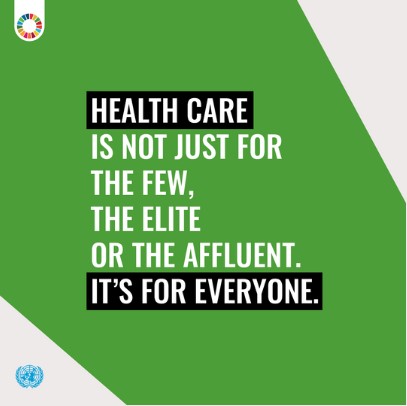 HEALTH CARE
IS NOT JUST FOR
THE FEW,
THE ELITE
OR THE AFFLUENT.
IT'S FOR EVERYONE.